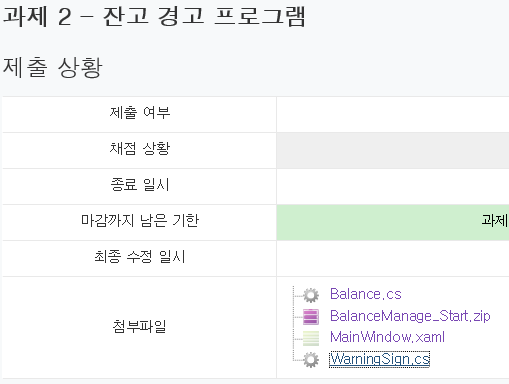 과제 2 - 잔고 경고 프로그램
제출 상황
제출 여부
채점 상황
종료 일시
마감까지 남은 기한
과제
최종 수정 일시
첨부파일
Balance.cs
BalanceManage_Start.zip
MainWindow.xaml
WarningSign.cs